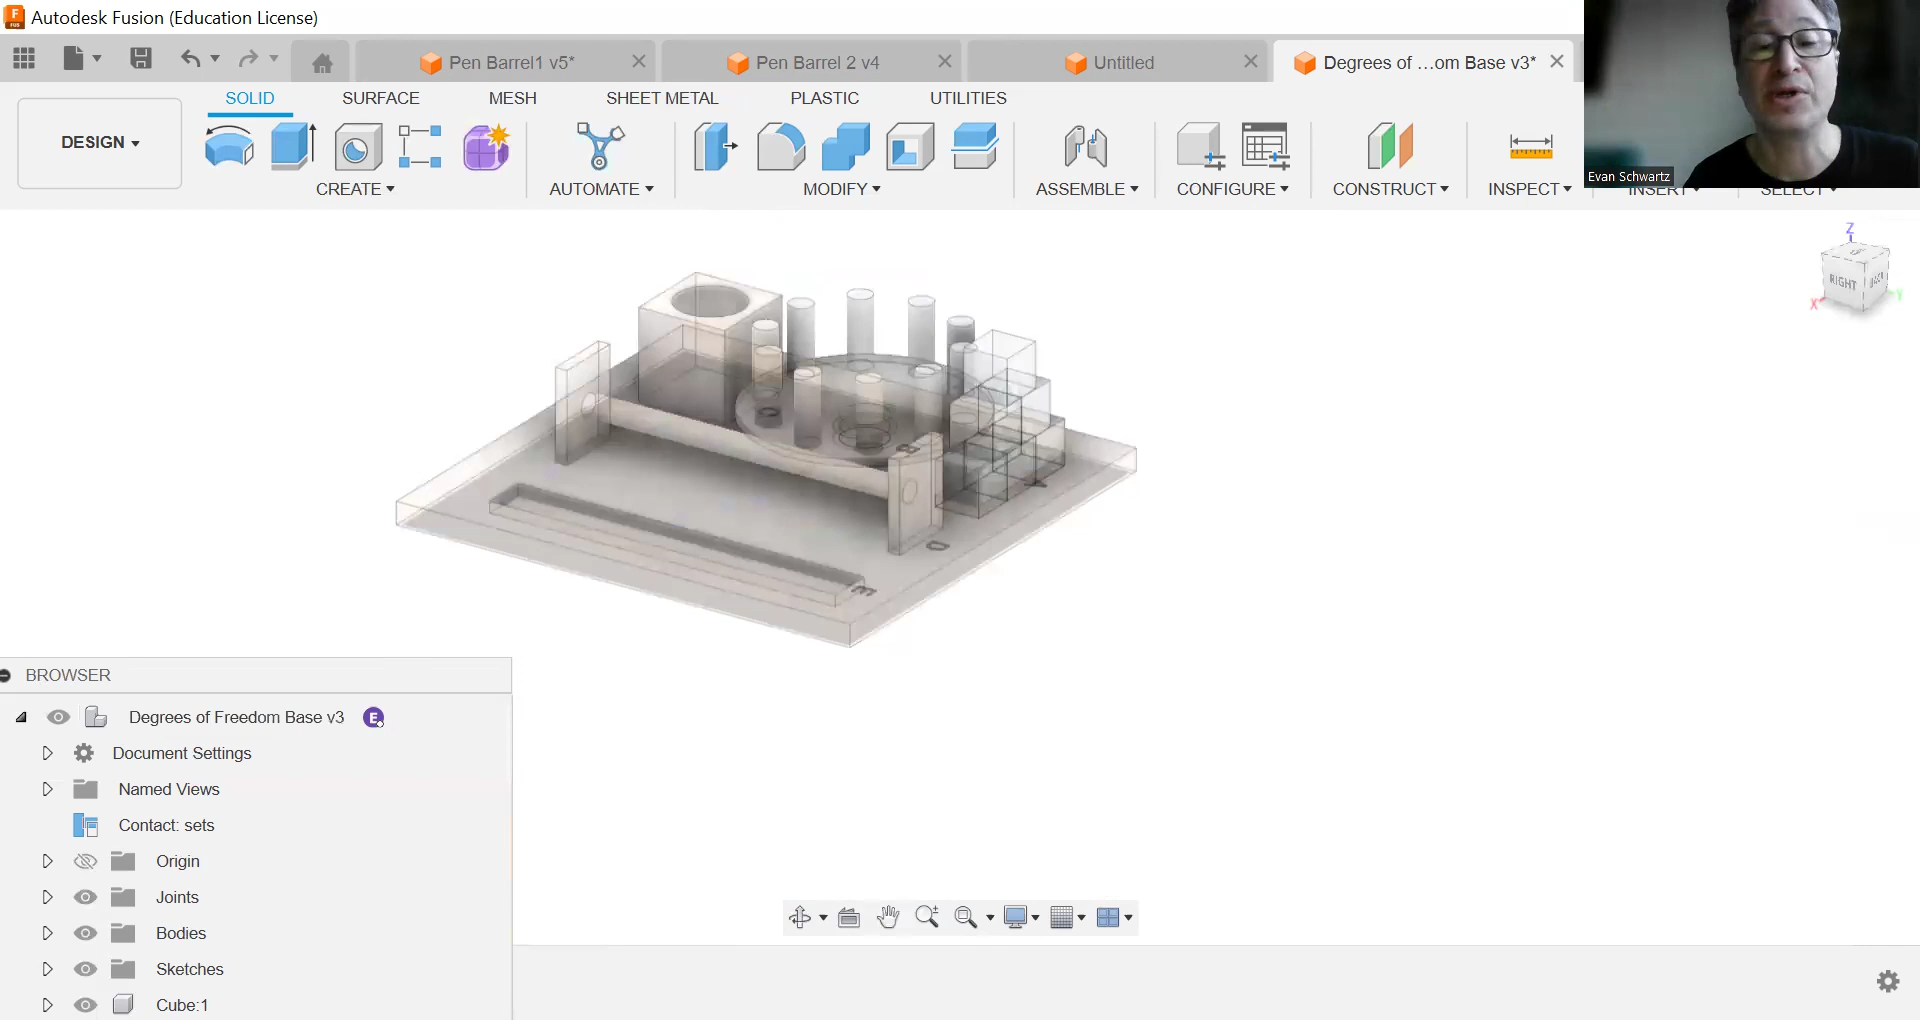 Autodesk Fusion (Education License)
Pen Barrel1 v5*
Pen Barrel 2 v4
Untitled
Degrees of ...om Base v3*
SOLID
SURFACE
MESH
SHEET METAL
PLASTIC
UTILITIES
DESIGN
CREATE
AUTOMATE
MODIFY
ASSEMBLE
CONFIGURE
CONSTRUCT
INSPECT
INSERT
SELECT
Evan Schwartz
Z
RIGHT
X
Y
B
D
E
BROWSER
Degrees of Freedom Base v3
E
Document Settings
Named Views
Contact: sets
Origin
Joints
Bodies
Sketches
Cube:1